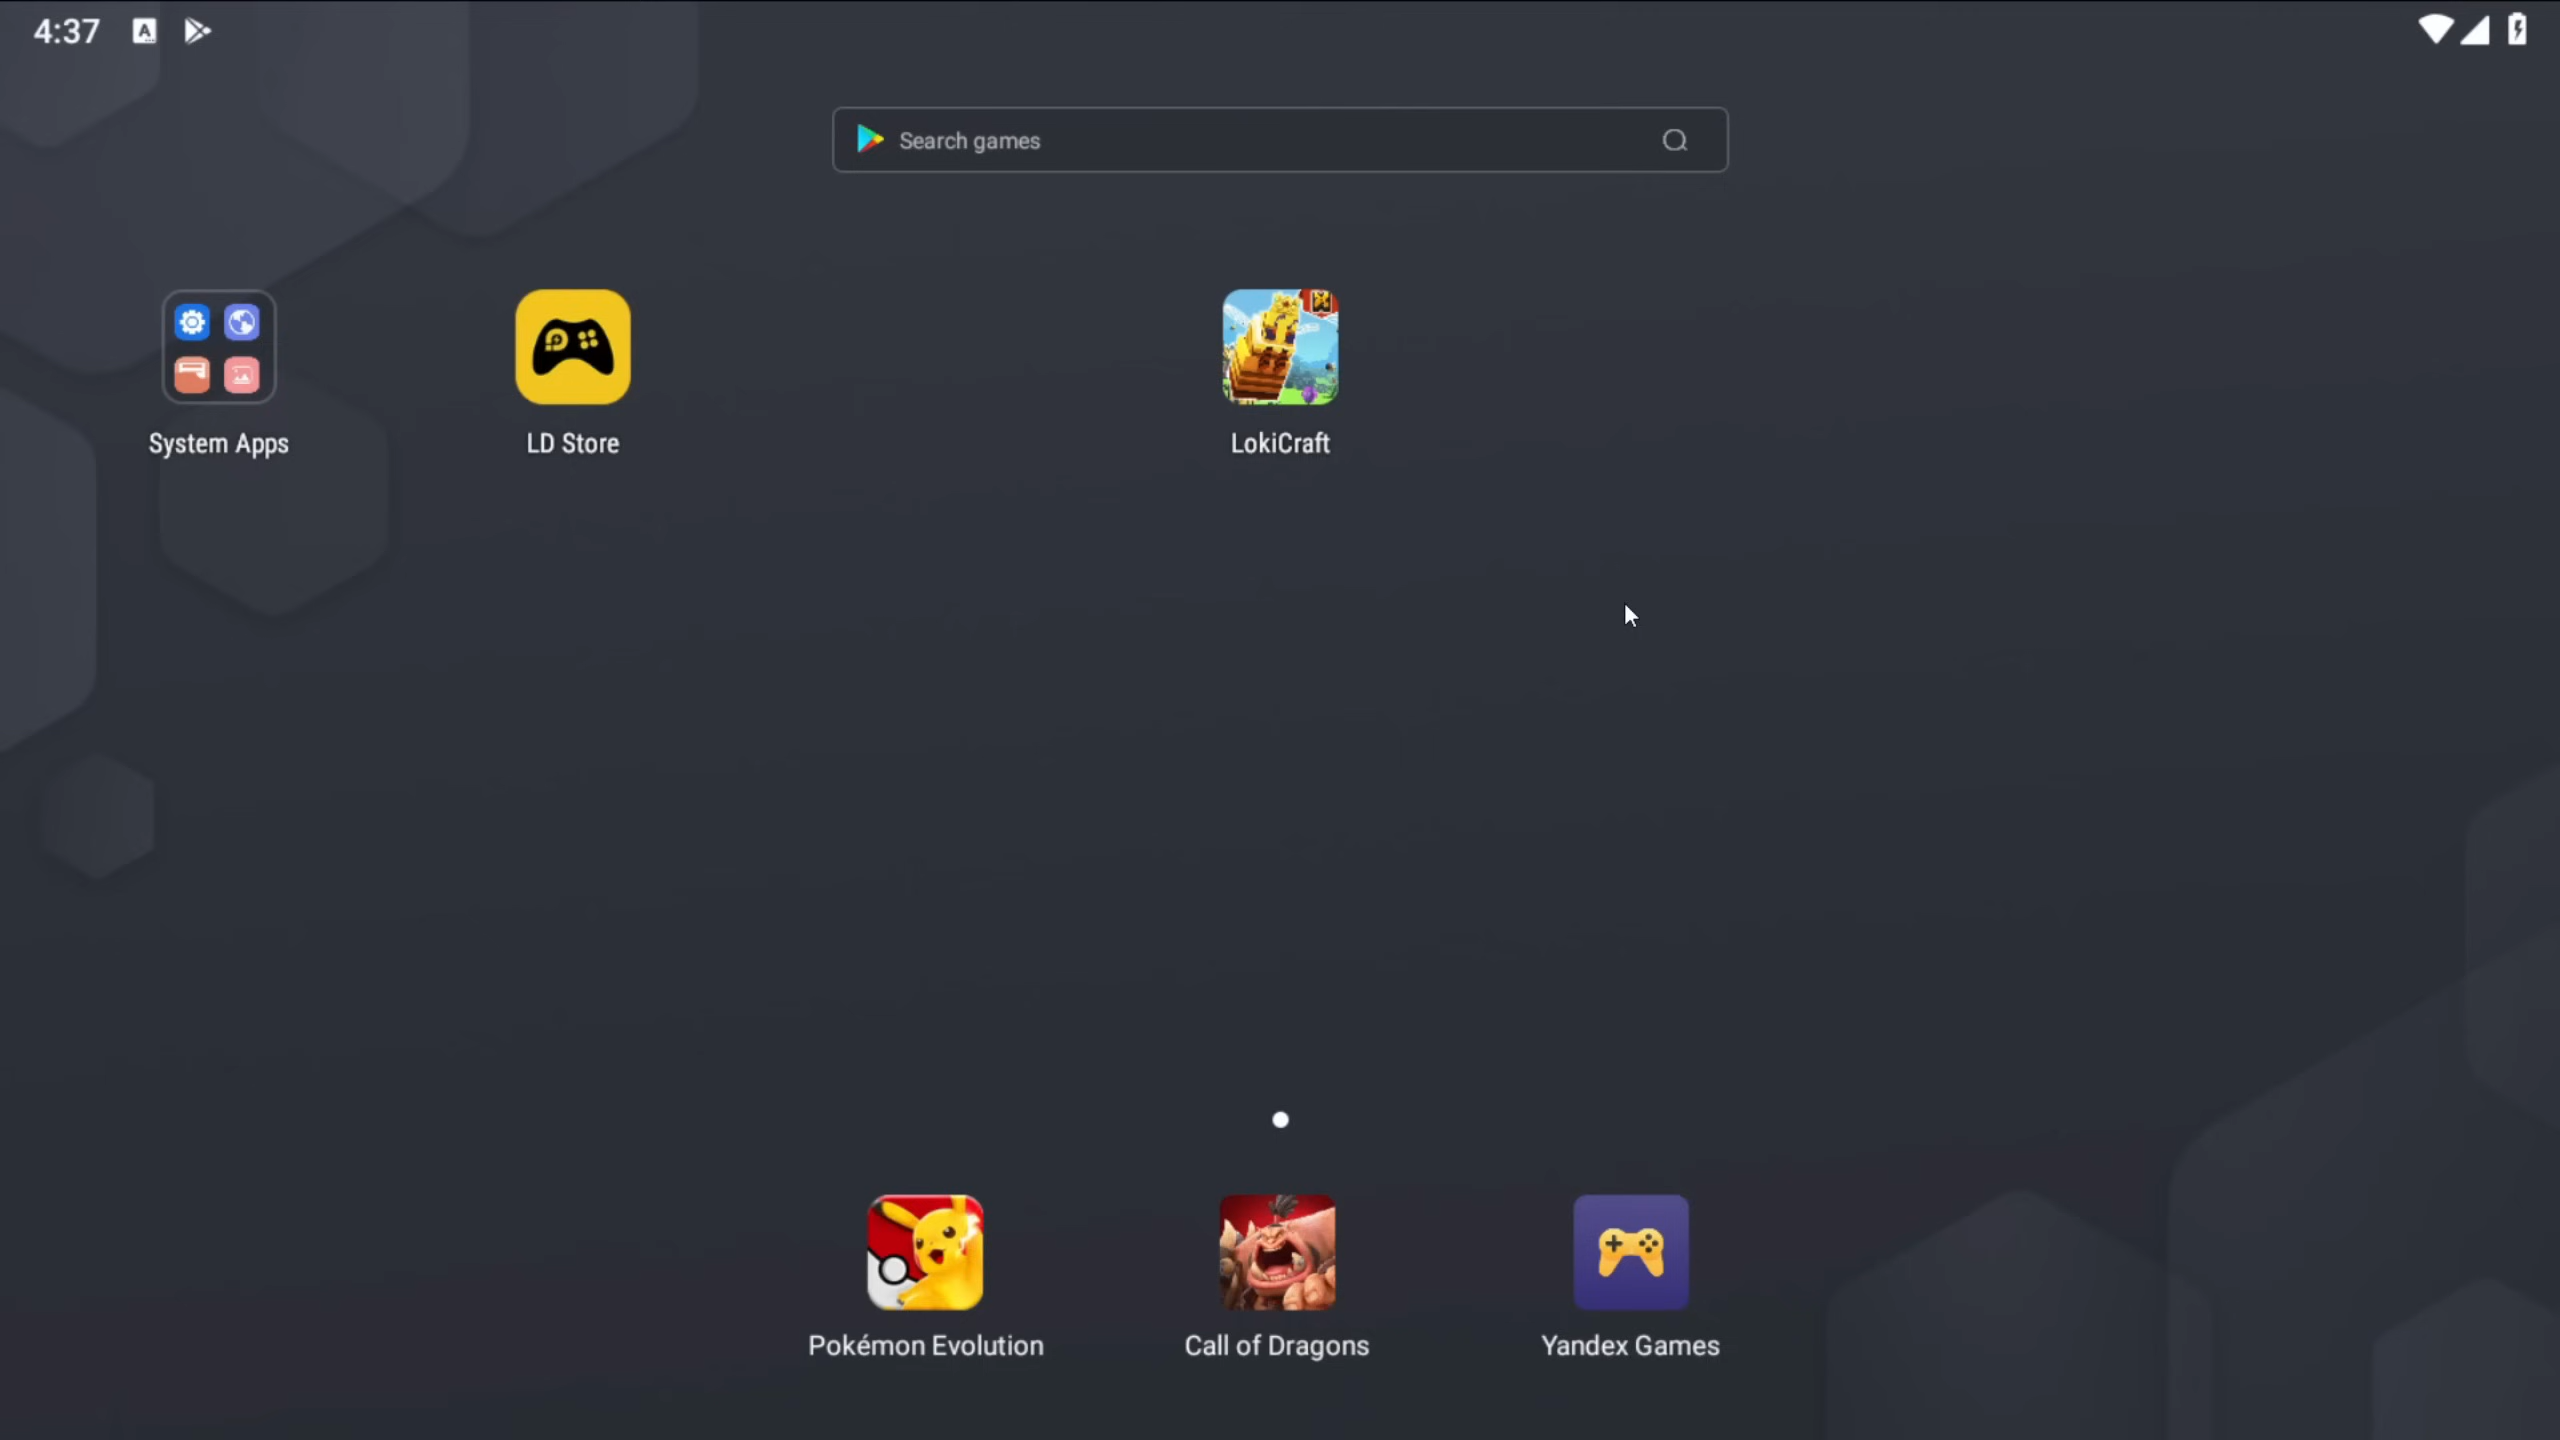 4:37
A
Search games
System Apps
LD Store
LokiCraft
Pokémon Evolution
Call of Dragons
Yandex Games